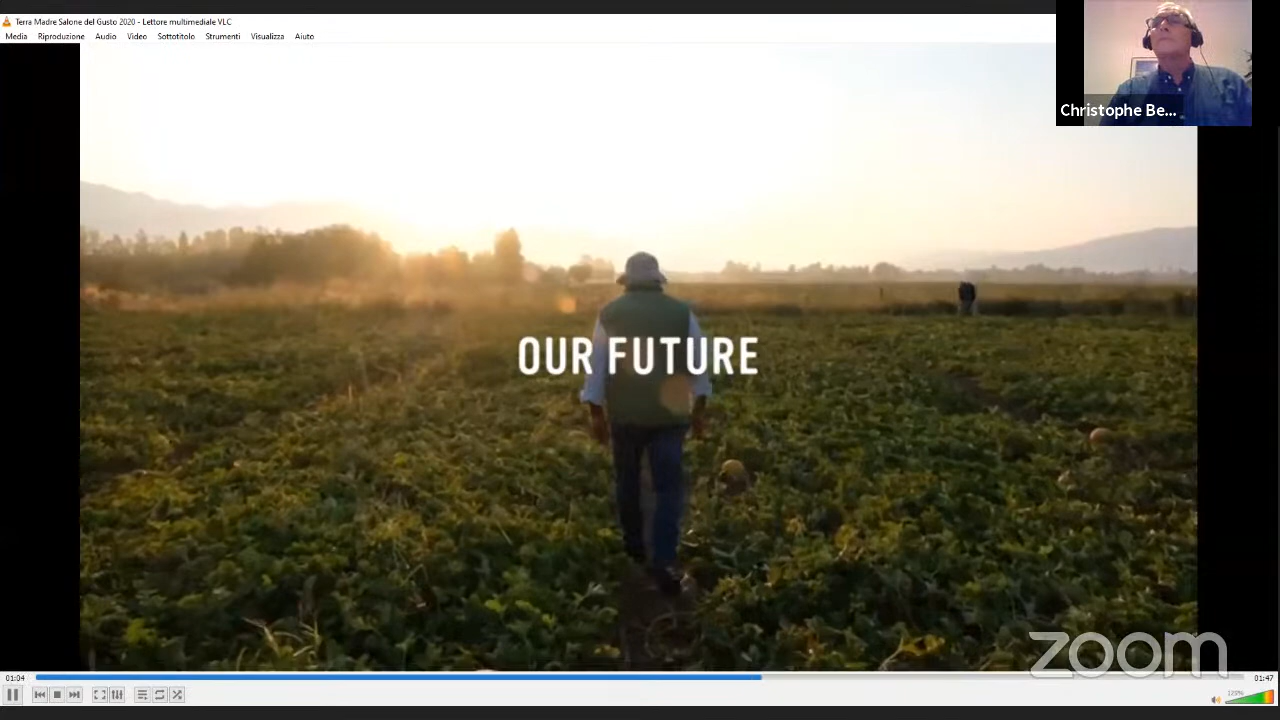 Terra Madre Salone del Gusto 2020 - Lettore multimediale VLC
Media Riproduzione Audio Video Sottotitolo Strumenti Visualizza Aiuto
Christophe Be...
OUR FUTURE
zoom
01:04
01:47